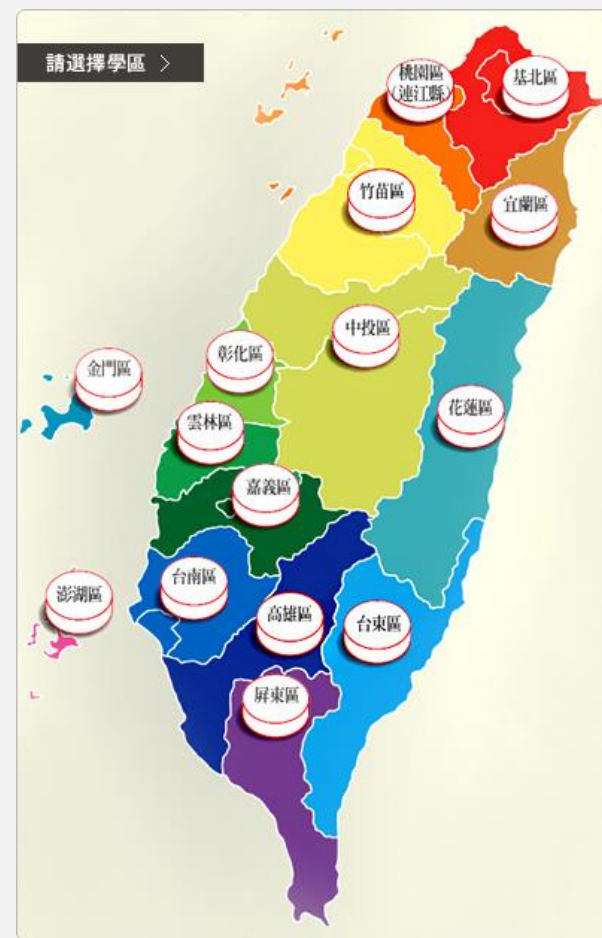 請選擇學區 >
桃園區
(連江縣)
基北區
竹苗區
宜蘭區
中投區
彰化區
金門區
花蓮區
雲林區
嘉義區
台南區
澎湖區
高雄區
台東區
屏東區